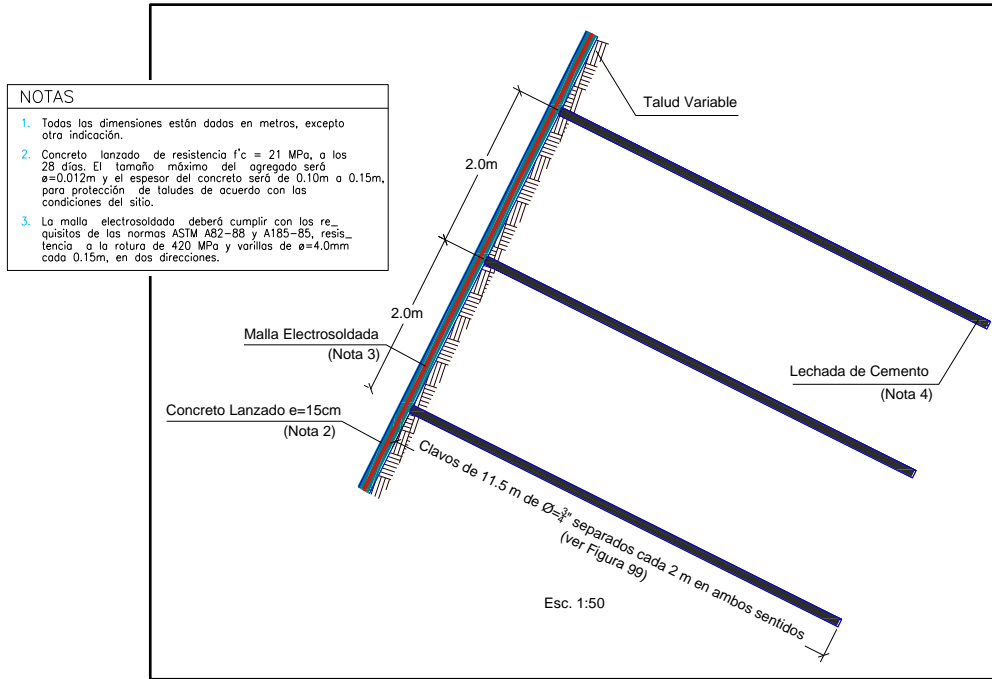 NOTAS
1. Todas las dimensiones están dadas en metros, excepto
otra indicación.
2. Concreto lanzado de resistencia f'c = 21 MPa, a los
28 días. El tamaño máximo del agregado será
ø=0.012m y el espesor del concreto será de 0.10m a 0.15m,
para protección de taludes de acuerdo con las
condiciones del sitio.
3. La malla electrosoldada deberá cumplir con los re_
quisitos de las normas ASTM A82-88 y A185-85, resis_
tencia a la rotura de 420 MPa y varillas de ø=4.0mm
cada 0.15m, en dos direcciones.
Talud Variable
2.0m
2.0m
Malla Electrosoldada
(Nota 3)
Lechada de Cemento
(Nota 4)
Concreto Lanzado e=15cm
(Nota 2)
Clavos de 11.5 m de Ø=3/4" separados cada 2 m en ambos sentidos
(ver Figura 99)
Esc. 1:50